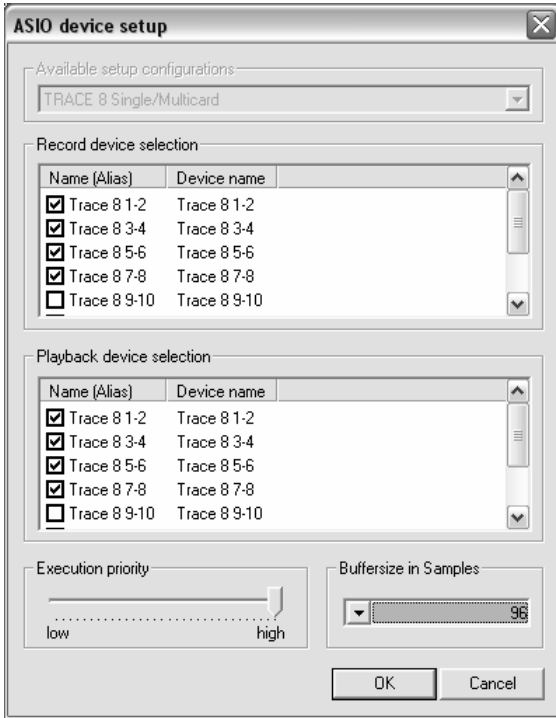 ASIO device setup
Available setup configurations
TRACE 8 Single/Multicard
Record device selection
Name (Alias) Device name
Trace 8 1-2 Trace 8 1-2
Trace 8 3-4 Trace 8 3-4
Trace 8 5-6 Trace 8 5-6
Trace 8 7-8 Trace 8 7-8
Trace 8 9-10 Trace 8 9-10
Playback device selection
Name (Alias) Device name
Trace 8 1-2 Trace 8 1-2
Trace 8 3-4 Trace 8 3-4
Trace 8 5-6 Trace 8 5-6
Trace 8 7-8 Trace 8 7-8
Trace 8 9-10 Trace 8 9-10
Execution priority
low high
Buffersize in Samples
96
OK Cancel